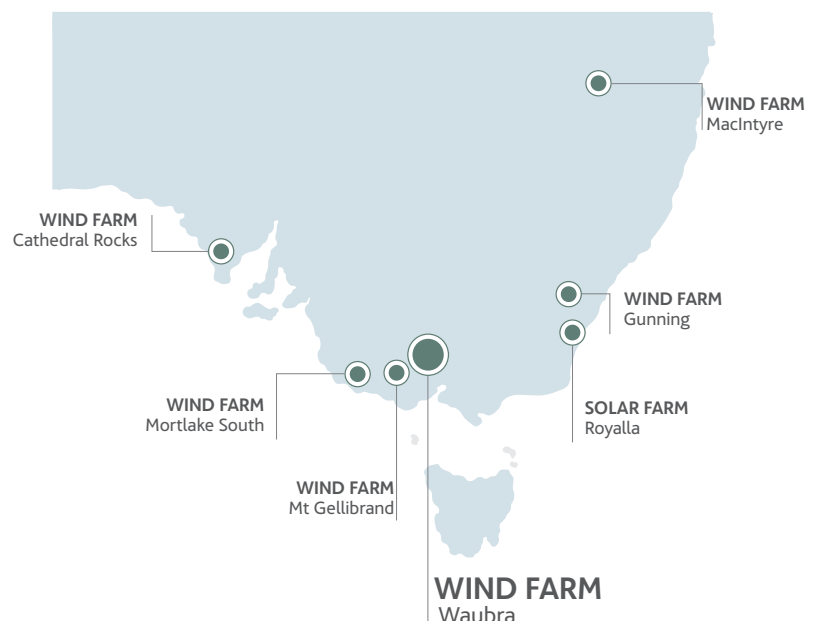 WIND FARM
MacIntyre
WIND FARM
Cathedral Rocks
WIND FARM
Gunning
WIND FARM
Mortlake South
SOLAR FARM
Royalla
WIND FARM
Mt Gellibrand
WIND FARM
Waubra